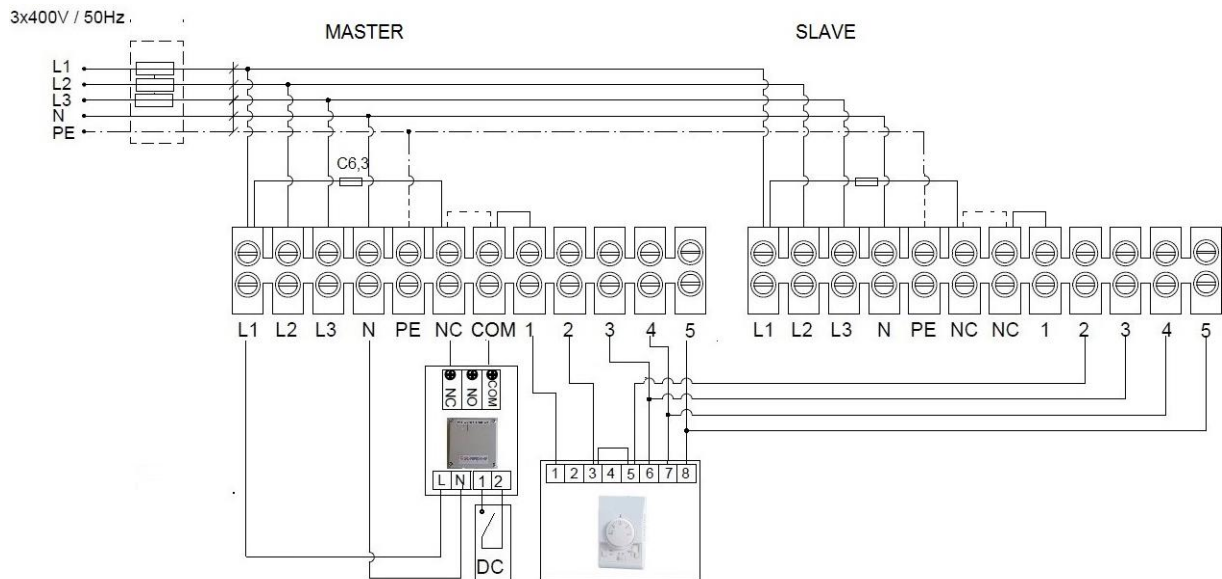 3x400V / 50Hz
MASTER SLAVE
L1
L2
L3
N
PE
C6,3
L1 L2 L3 N PE NC COM 1 2 3 4 5
L1 L2 L3 N PE NC NC 1 2 3 4 5
NC NO COM
L N 1 2
1 2 3 4 5 6 7 8
DC